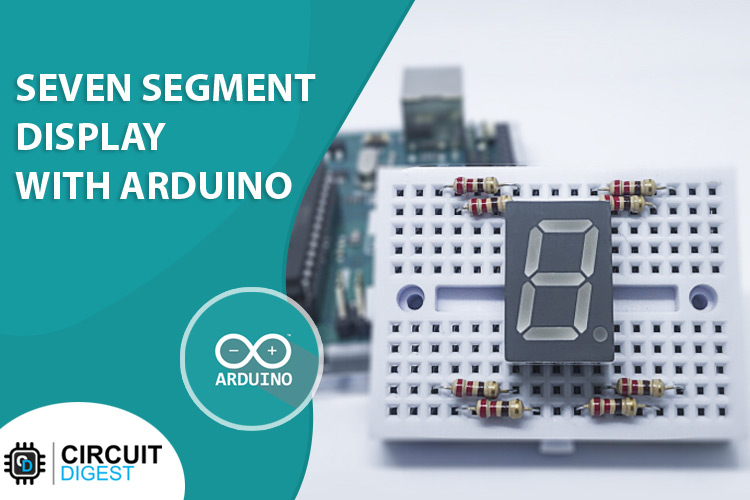 SEVEN SEGMENT
DISPLAY
WITH ARDUINO
ARDUINO
CIRCUIT
DIGEST